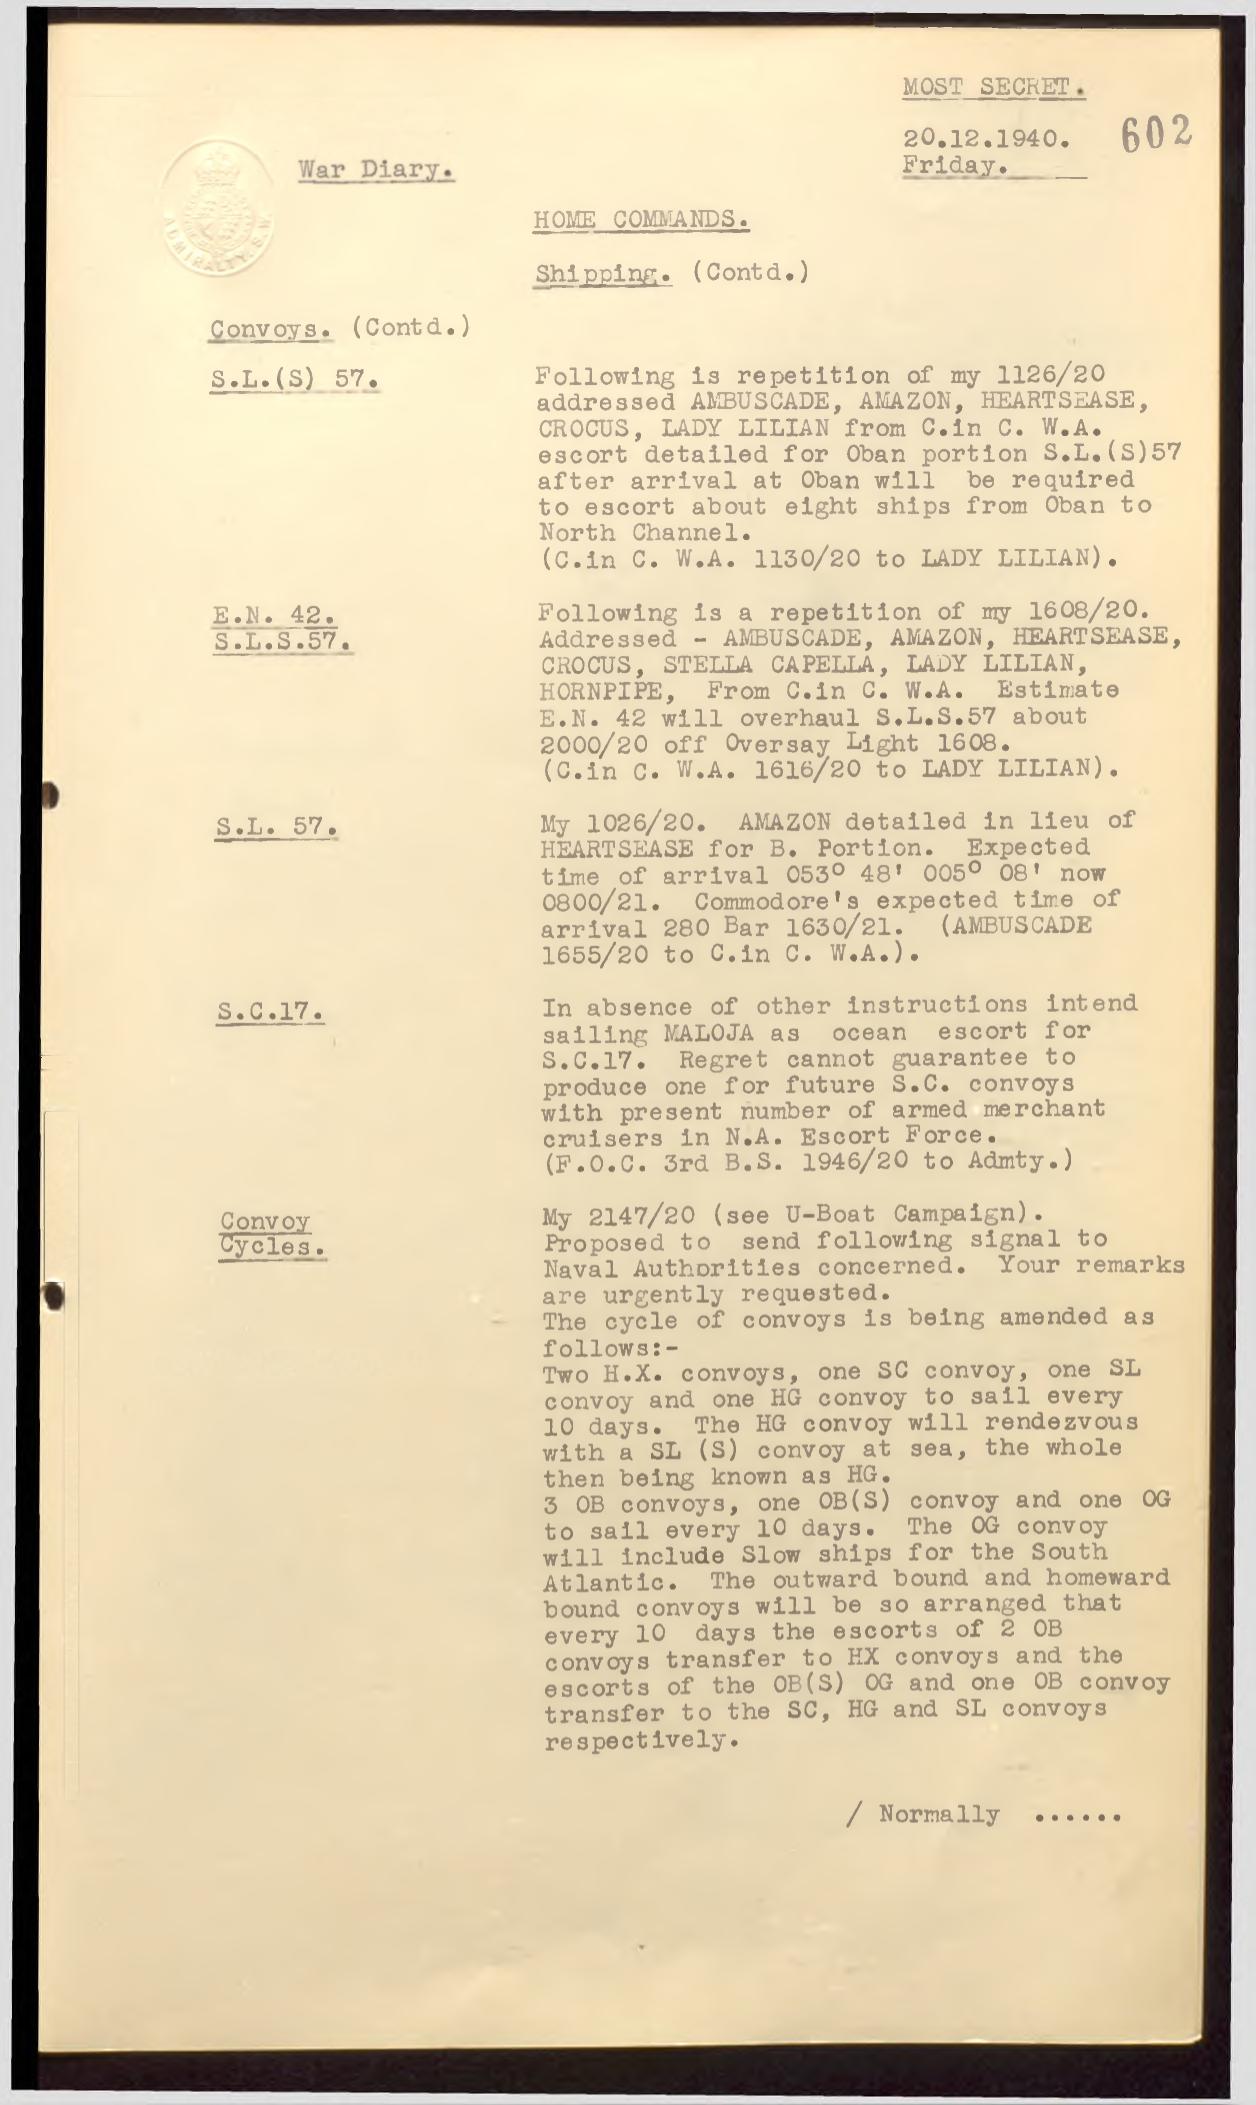 MOST SECRET.
20.12.1940.
602
Friday.
War Diary.
ADMIRALTY. S.W.
HOME COMMANDS.
Shipping. (Contd.)
Convoys. (Contd.)
S.L.(S) 57.
Following is repetition of my 1126/20
addressed AMBUSCADE, AMAZON, HEARTSEASE,
CROCUS, LADY LILIAN from C.in C. W.A.
escort detailed for Oban portion S.L.(S)57
after arrival at Oban will be required
to escort about eight ships from Oban to
North Channel.
(C.in C. W.A. 1130/20 to LADY LILIAN).
E.N. 42.
S.L.S.57.
Following is a repetition of my 1608/20.
Addressed - AMBUSCADE, AMAZON, HEARTSEASE,
CROCUS, STELLA CAPELLA, LADY LILIAN,
HORNPIPE, From C.in C. W.A. Estimate
E.N. 42 will overhaul S.L.S.57 about
2000/20 off Oversay Light 1608.
(C.in C. W.A. 1616/20 to LADY LILIAN).
S.L. 57.
My 1026/20. AMAZON detailed in lieu of
HEARTSEASE for B. Portion. Expected
time of arrival 053° 48' 005° 08' now
0800/21. Commodore's expected time of
arrival 280 Bar 1630/21. (AMBUSCADE
1655/20 to C.in C. W.A.).
S.C.17.
In absence of other instructions intend
sailing MALOJA as ocean escort for
S.C.17. Regret cannot guarantee to
produce one for future S.C. convoys
with present number of armed merchant
cruisers in N.A. Escort Force.
(F.O.C. 3rd B.S. 1946/20 to Admty.)
Convoy
Cycles.
My 2147/20 (see U-Boat Campaign).
Proposed to send following signal to
Naval Authorities concerned. Your remarks
are urgently requested.
The cycle of convoys is being amended as
follows:-
Two H.X. convoys, one SC convoy, one SL
convoy and one HG convoy to sail every
10 days. The HG convoy will rendezvous
with a SL (S) convoy at sea, the whole
then being known as HG.
3 OB convoys, one OB(S) convoy and one OG
to sail every 10 days. The OG convoy
will include Slow ships for the South
Atlantic. The outward bound and homeward
bound convoys will be so arranged that
every 10 days the escorts of 2 OB
convoys transfer to HX convoys and the
escorts of the OB(S) OG and one OB convoy
transfer to the SC, HG and SL convoys
respectively.
/ Normally ......